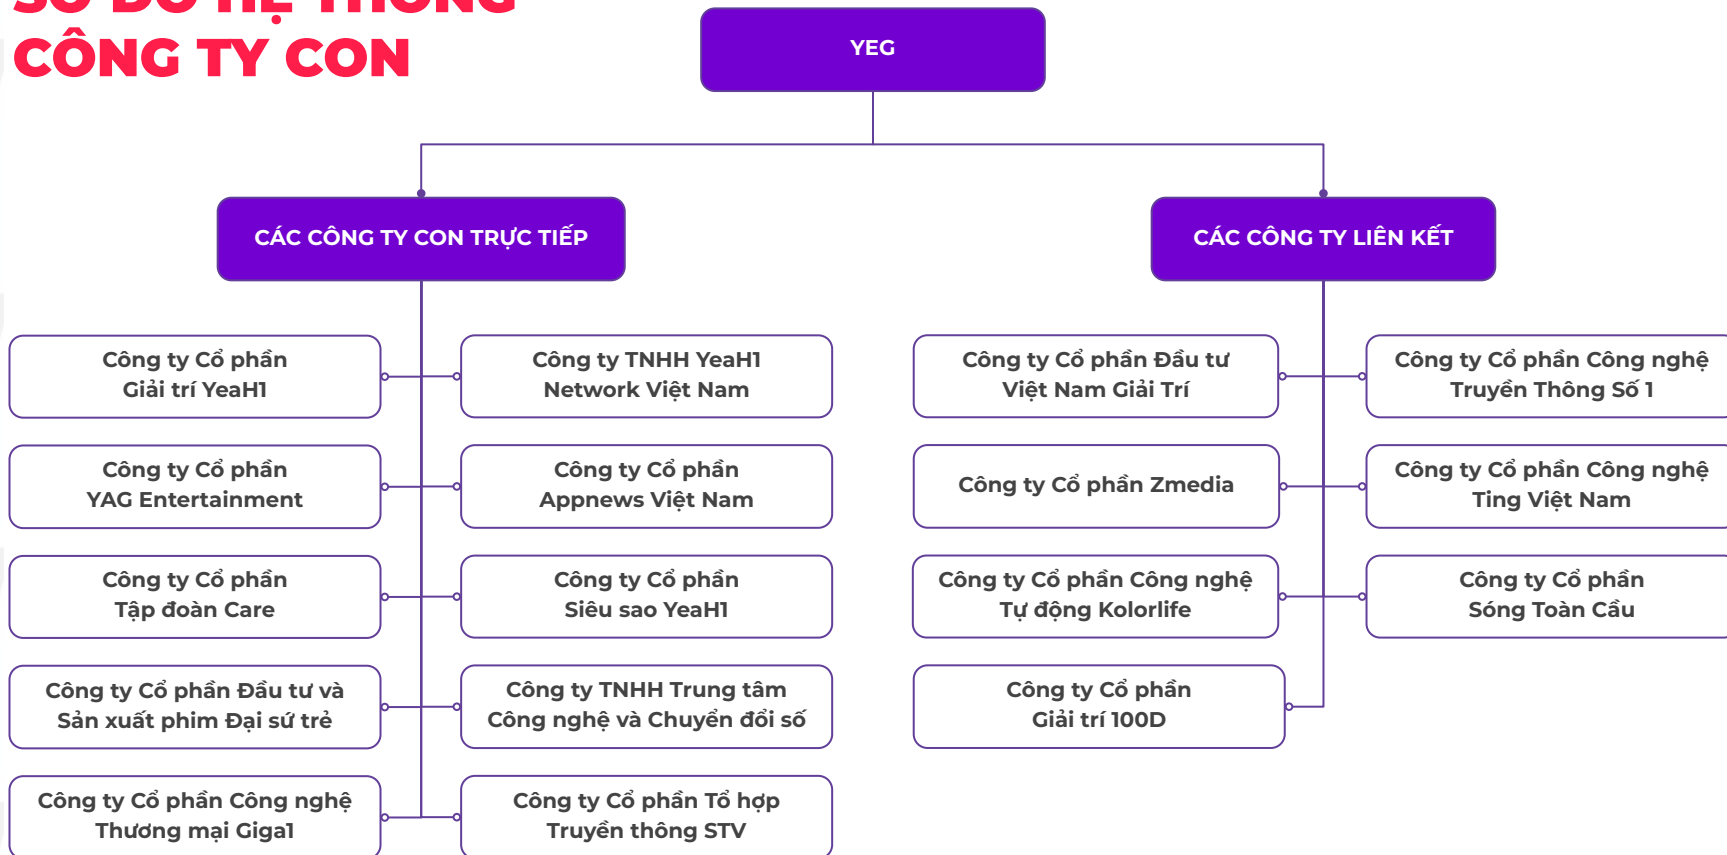 SƠ ĐỒ HỆ THỐNG
CÔNG TY CON
YEG
CÁC CÔNG TY CON TRỰC TIẾP
Công ty Cổ phần
Giải trí YeaH1
Công ty TNHH YeaH1
Network Việt Nam
Công ty Cổ phần
YAG Entertainment
Công ty Cổ phần
Appnews Việt Nam
Công ty Cổ phần
Tập đoàn Care
Công ty Cổ phần
Siêu sao YeaH1
Công ty Cổ phần Đầu tư và
Sản xuất phim Đại sứ trẻ
Công ty TNHH Trung tâm
Công nghệ và Chuyển đổi số
Công ty Cổ phần Công nghệ
Thương mại Giga1
Công ty Cổ phần Tổ hợp
Truyền thông STV
CÁC CÔNG TY LIÊN KẾT
Công ty Cổ phần Đầu tư
Việt Nam Giải Trí
Công ty Cổ phần Công nghệ
Truyền Thông Số 1
Công ty Cổ phần Zmedia
Công ty Cổ phần Công nghệ
Ting Việt Nam
Công ty Cổ phần Công nghệ
Tự động Kolorlife
Công ty Cổ phần
Sóng Toàn Cầu
Công ty Cổ phần
Giải trí 100D